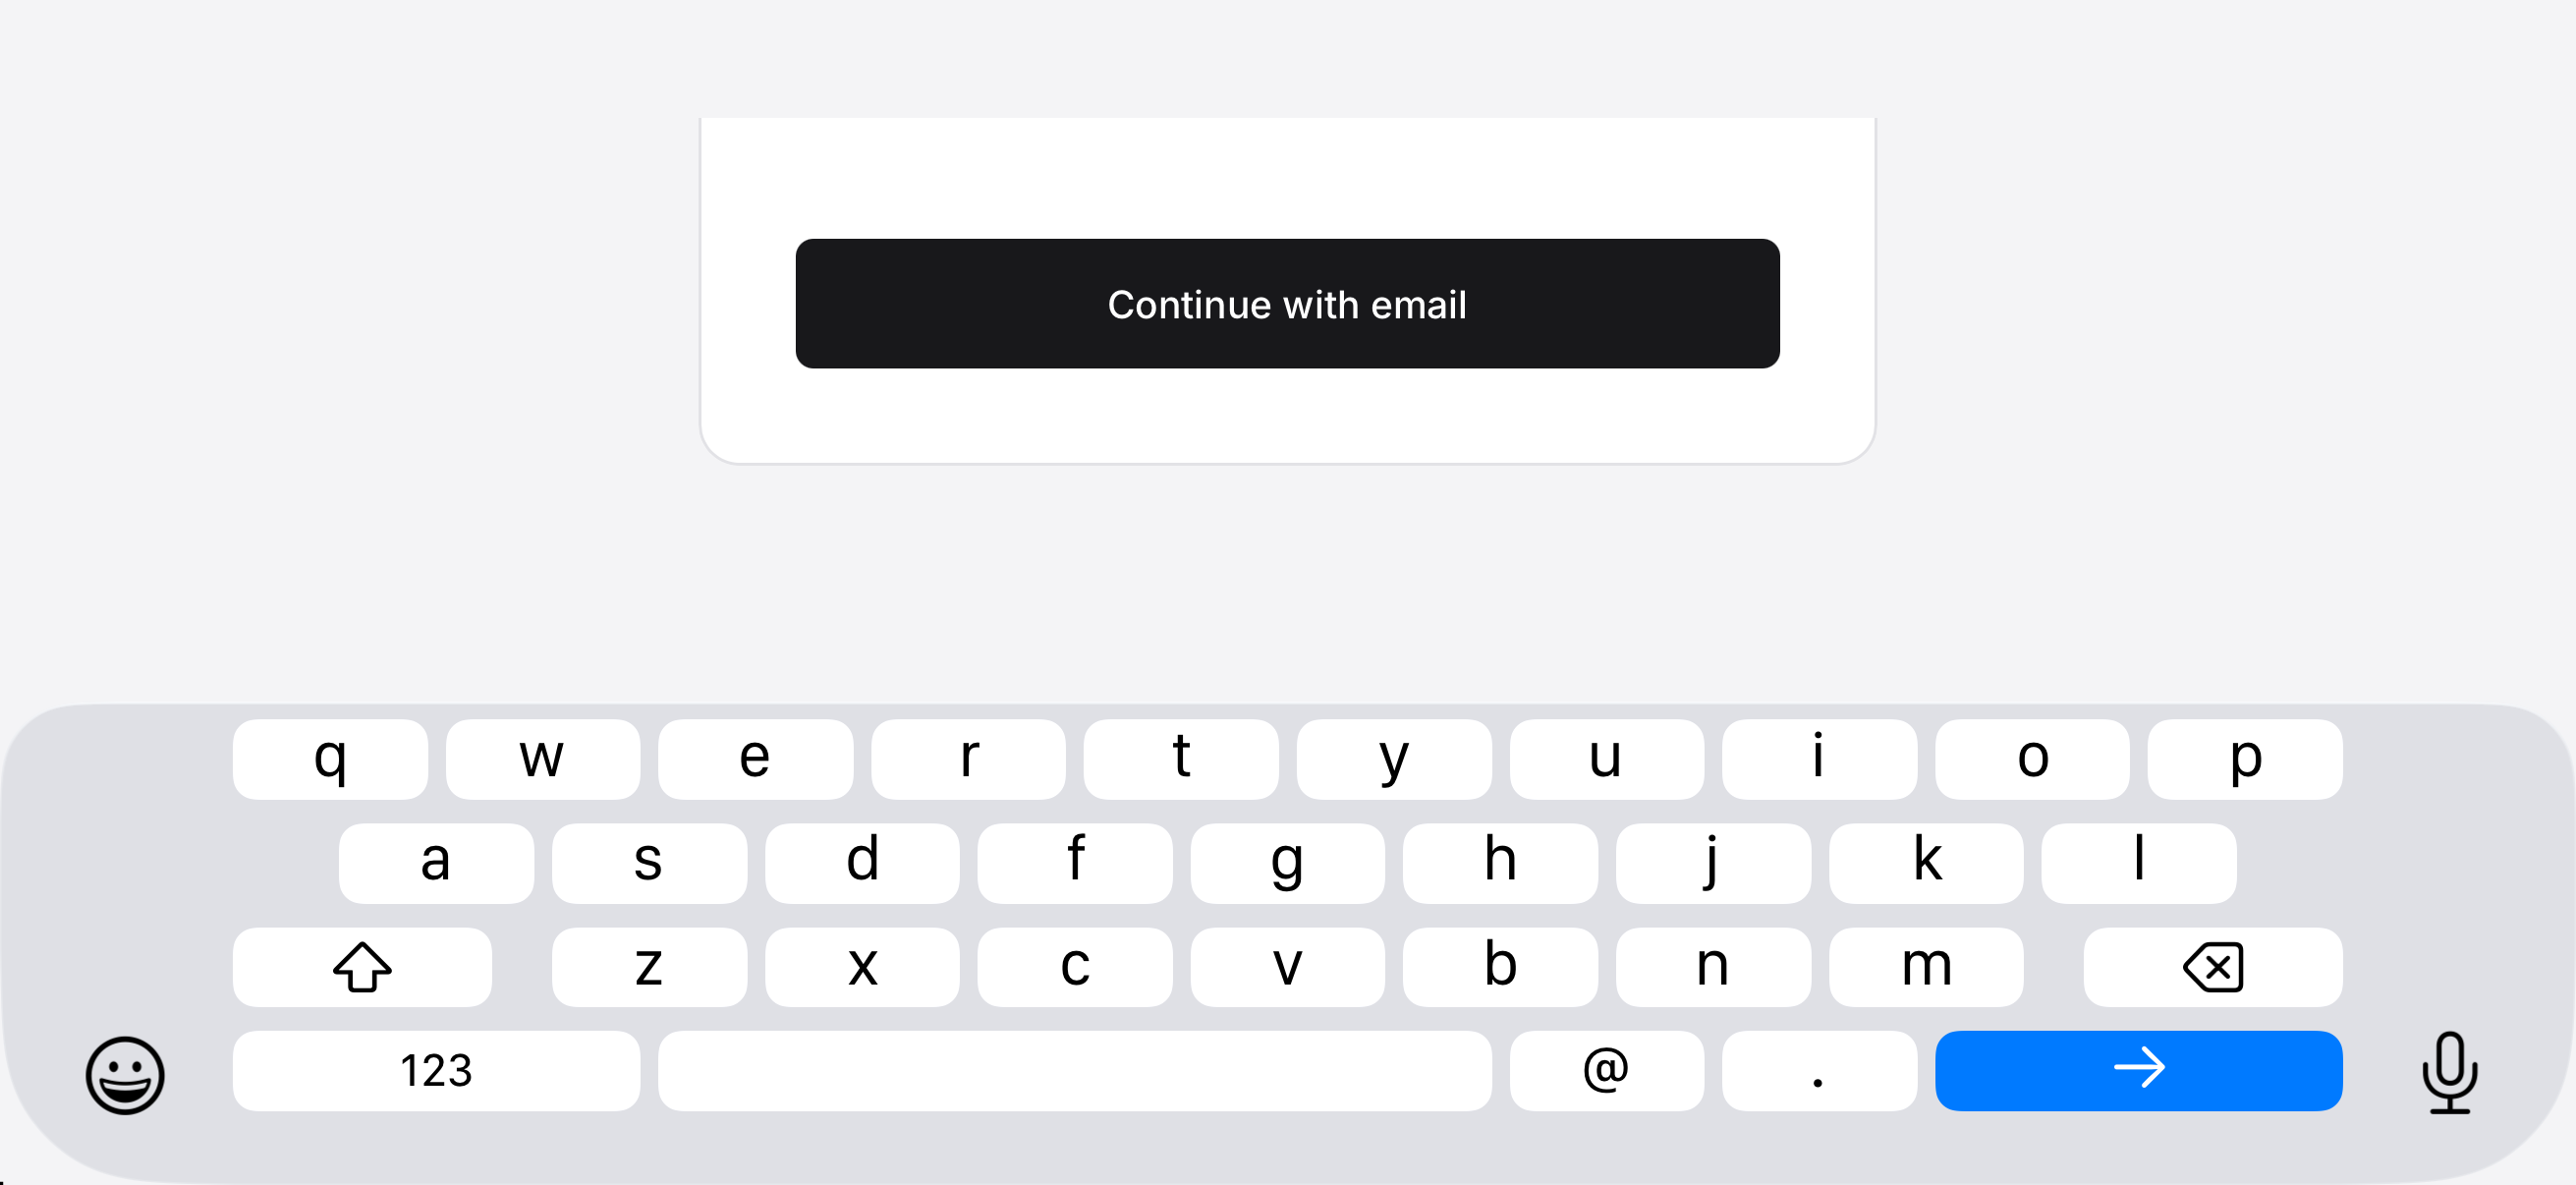 Continue with email
q w e r t y u i o p
a s d f g h j k l
z x c v b n m
123 @ .